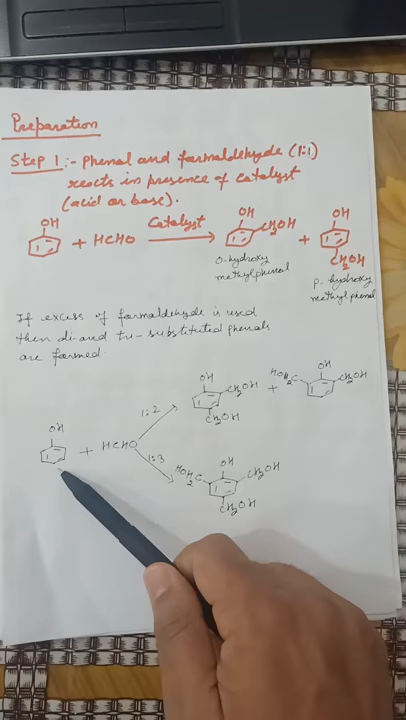 Preparation
Step 1:- Phenol and formaldehyde (1:1)
reacts in presence of catalyst
(acid or base).
OH + HCHO Catalyst OH CH2OH + OH CH2OH
O-hydroxy
methylphenol
P-hydroxy
methylphenol
If excess of formaldehyde is used
then di and tri-substituted phenols
are formed
OH + HCHO
1:2 OH CH2OH CH2OH + HOH2C OH CH2OH
1:3 HOH2C OH CH2OH CH2OH